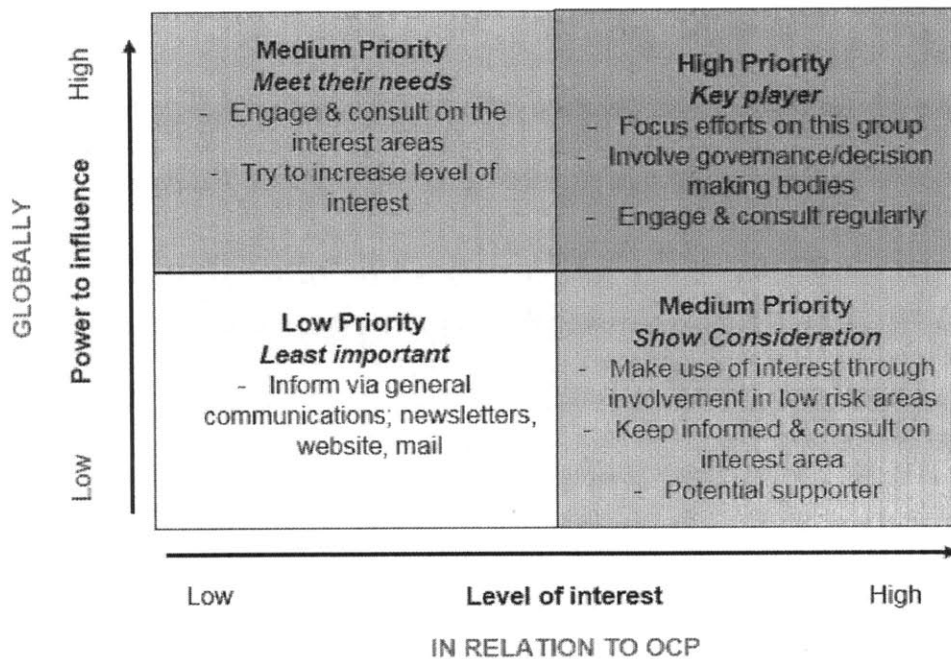 GLOBALLY
Power to influence
High
Low
Medium Priority
Meet their needs
- Engage & consult on the
interest areas
- Try to increase level of
interest
High Priority
Key player
- Focus efforts on this group
- Involve governance/decision
making bodies
- Engage & consult regularly
Low Priority
Least important
- Inform via general
communications; newsletters,
website, mail
Medium Priority
Show Consideration
- Make use of interest through
involvement in low risk areas
- Keep informed & consult on
interest area
- Potential supporter
Low
Level of interest
High
IN RELATION TO OCP